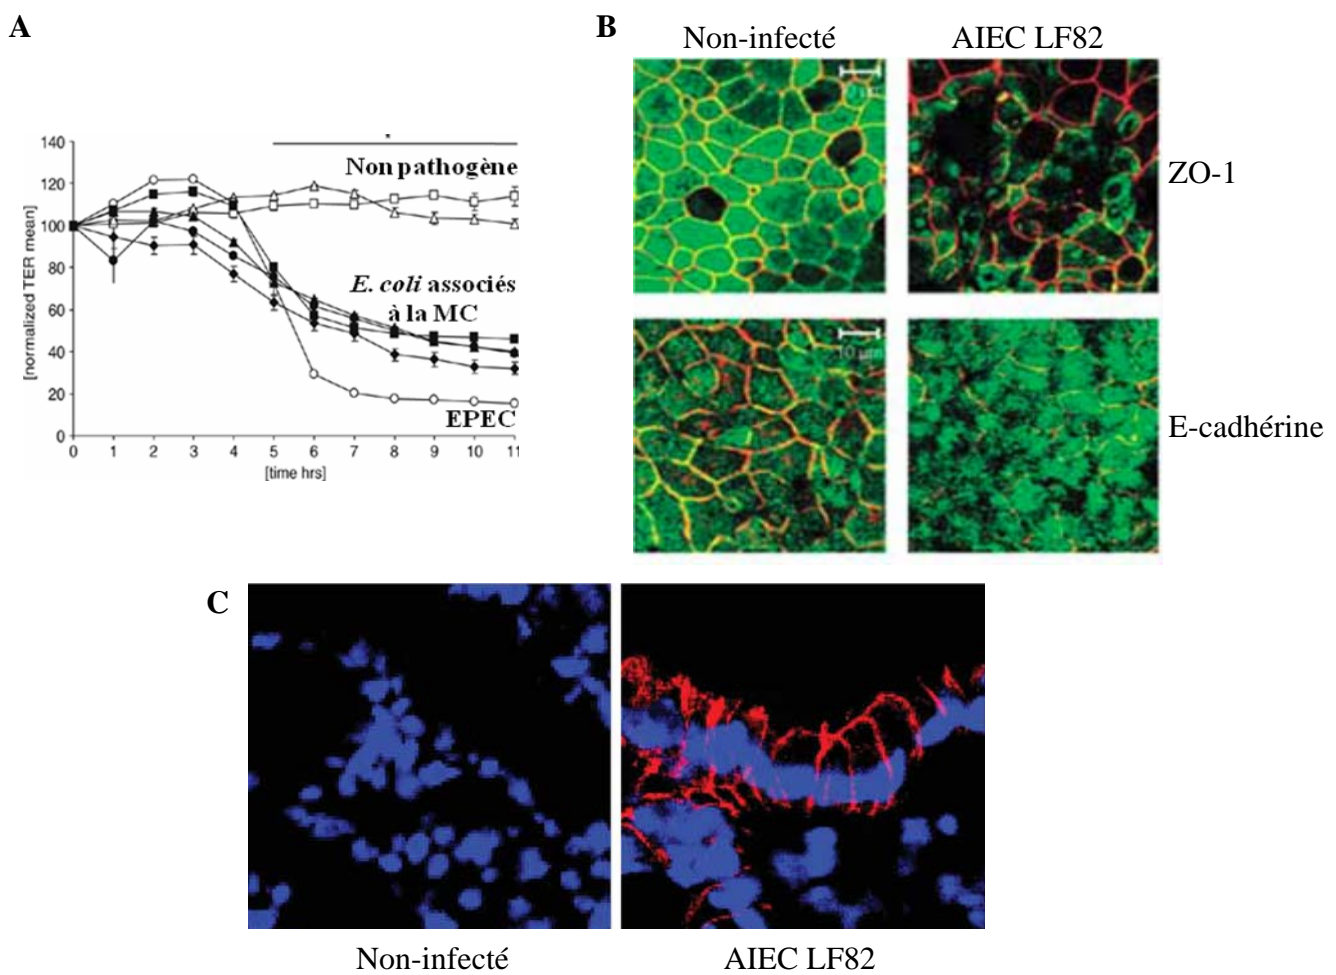 A
[normalized TER mean]
140
120
100
80
60
40
20
0
Non pathogène
E. coli associés
à la MC
EPEC
0 1 2 3 4 5 6 7 8 9 10 11
[time hrs]
B
Non-infecté
AIEC LF82
ZO-1
10 µm
E-cadhérine
C
Non-infecté
AIEC LF82